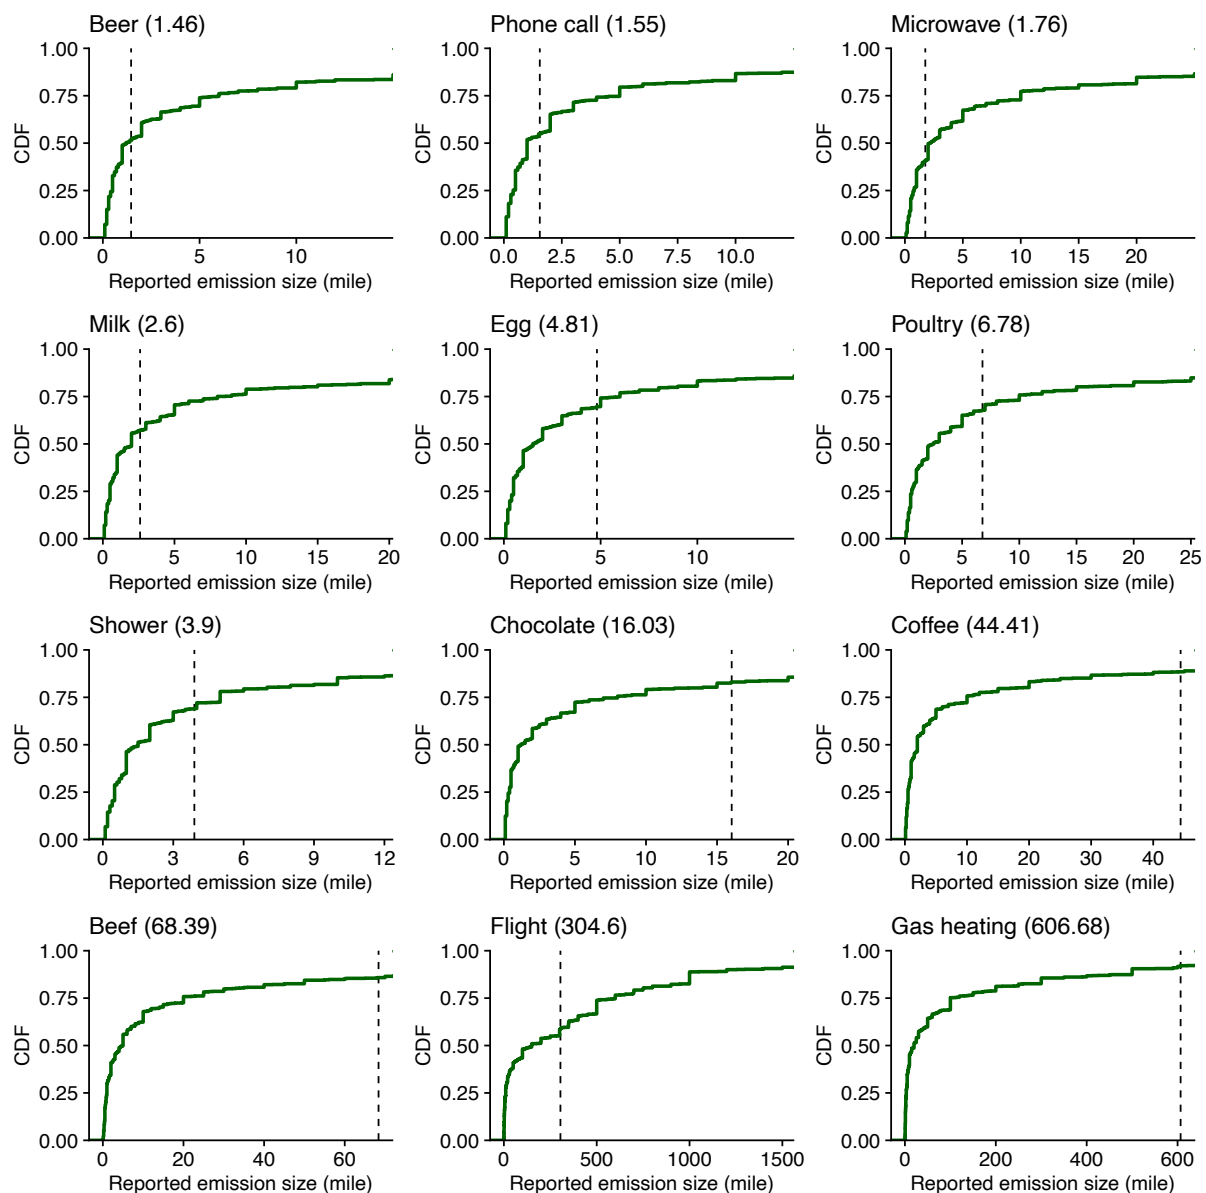 Beer (1.46)
1.00
0.75
0.50
0.25
0.00
CDF
0 5 10
Reported emission size (mile)
Phone call (1.55)
1.00
0.75
0.50
0.25
0.00
CDF
0.0 2.5 5.0 7.5 10.0
Reported emission size (mile)
Microwave (1.76)
1.00
0.75
0.50
0.25
0.00
CDF
0 5 10 15 20
Reported emission size (mile)
Milk (2.6)
1.00
0.75
0.50
0.25
0.00
CDF
0 5 10 15 20
Reported emission size (mile)
Egg (4.81)
1.00
0.75
0.50
0.25
0.00
CDF
0 5 10
Reported emission size (mile)
Poultry (6.78)
1.00
0.75
0.50
0.25
0.00
CDF
0 5 10 15 20 25
Reported emission size (mile)
Shower (3.9)
1.00
0.75
0.50
0.25
0.00
CDF
0 3 6 9 12
Reported emission size (mile)
Chocolate (16.03)
1.00
0.75
0.50
0.25
0.00
CDF
0 5 10 15 20
Reported emission size (mile)
Coffee (44.41)
1.00
0.75
0.50
0.25
0.00
CDF
0 10 20 30 40
Reported emission size (mile)
Beef (68.39)
1.00
0.75
0.50
0.25
0.00
CDF
0 20 40 60
Reported emission size (mile)
Flight (304.6)
1.00
0.75
0.50
0.25
0.00
CDF
0 500 1000 1500
Reported emission size (mile)
Gas heating (606.68)
1.00
0.75
0.50
0.25
0.00
CDF
0 200 400 600
Reported emission size (mile)